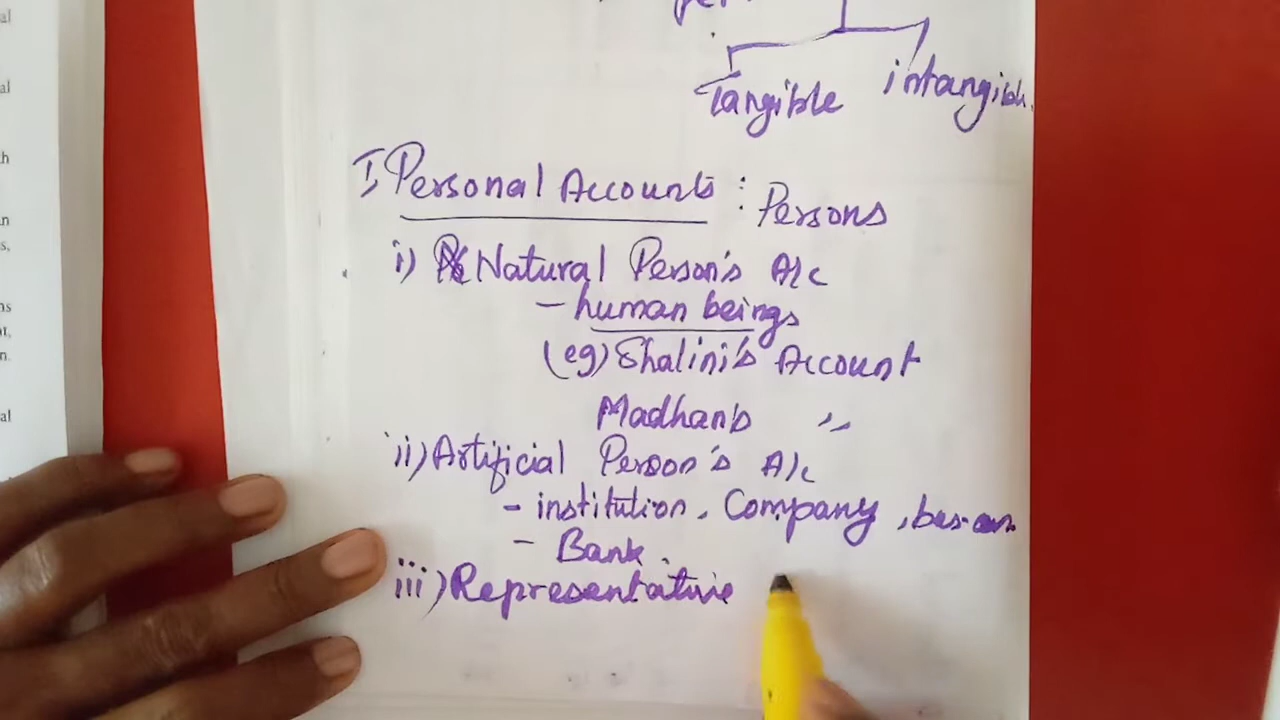 Tangible intangible.
I Personal Accounts : Persons
i) Natural Person's A/c
- human beings
(eg) Shalini's Account
Madhan's "
ii) Artificial Person's A/c
- institution, Company,
- Bank.
iii) Representative